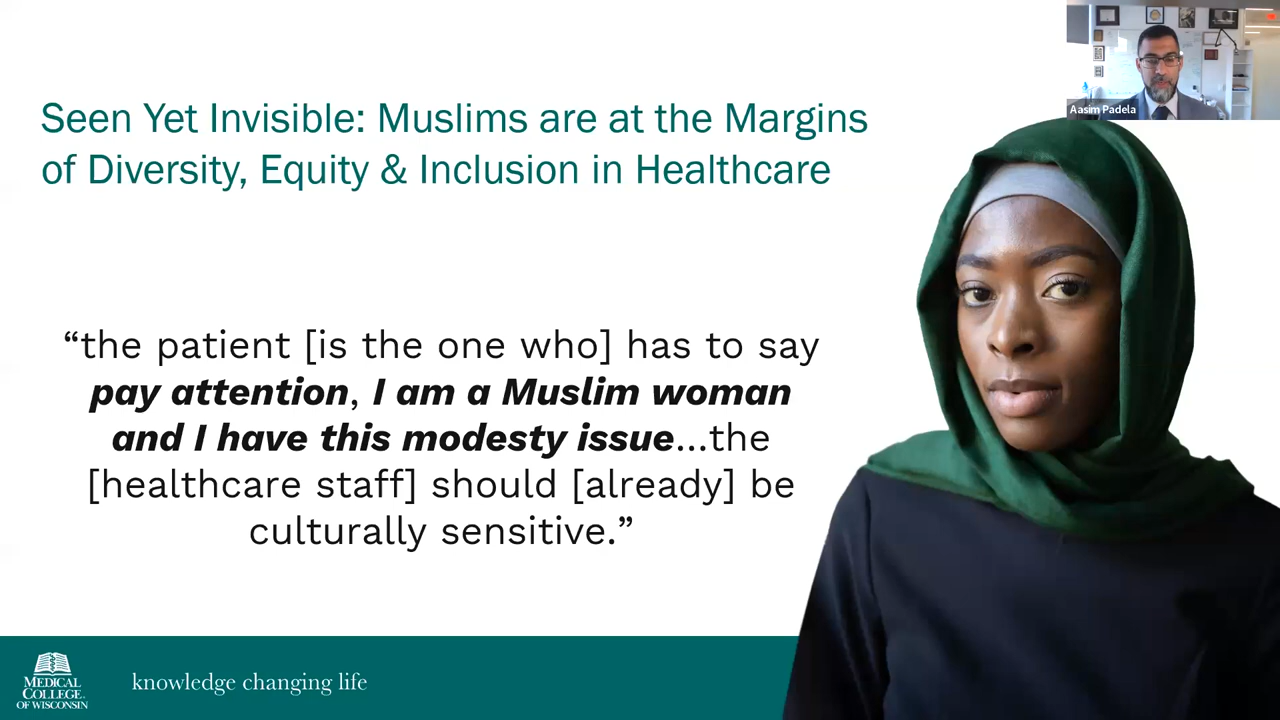 Aasim Padela
Seen Yet Invisible: Muslims are at the Margins
of Diversity, Equity & Inclusion in Healthcare
“the patient [is the one who] has to say
pay attention, I am a Muslim woman
and I have this modesty issue...the
[healthcare staff] should [already] be
culturally sensitive.”
MEDICAL
COLLEGE
OF WISCONSIN
knowledge changing life